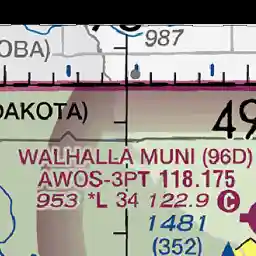 987
OBA)
DAKOTA)
49
WALHALLA MUNI (96D)
AWOS-3PT 118.175
953 *L 34 122.9 C
1481
(352)